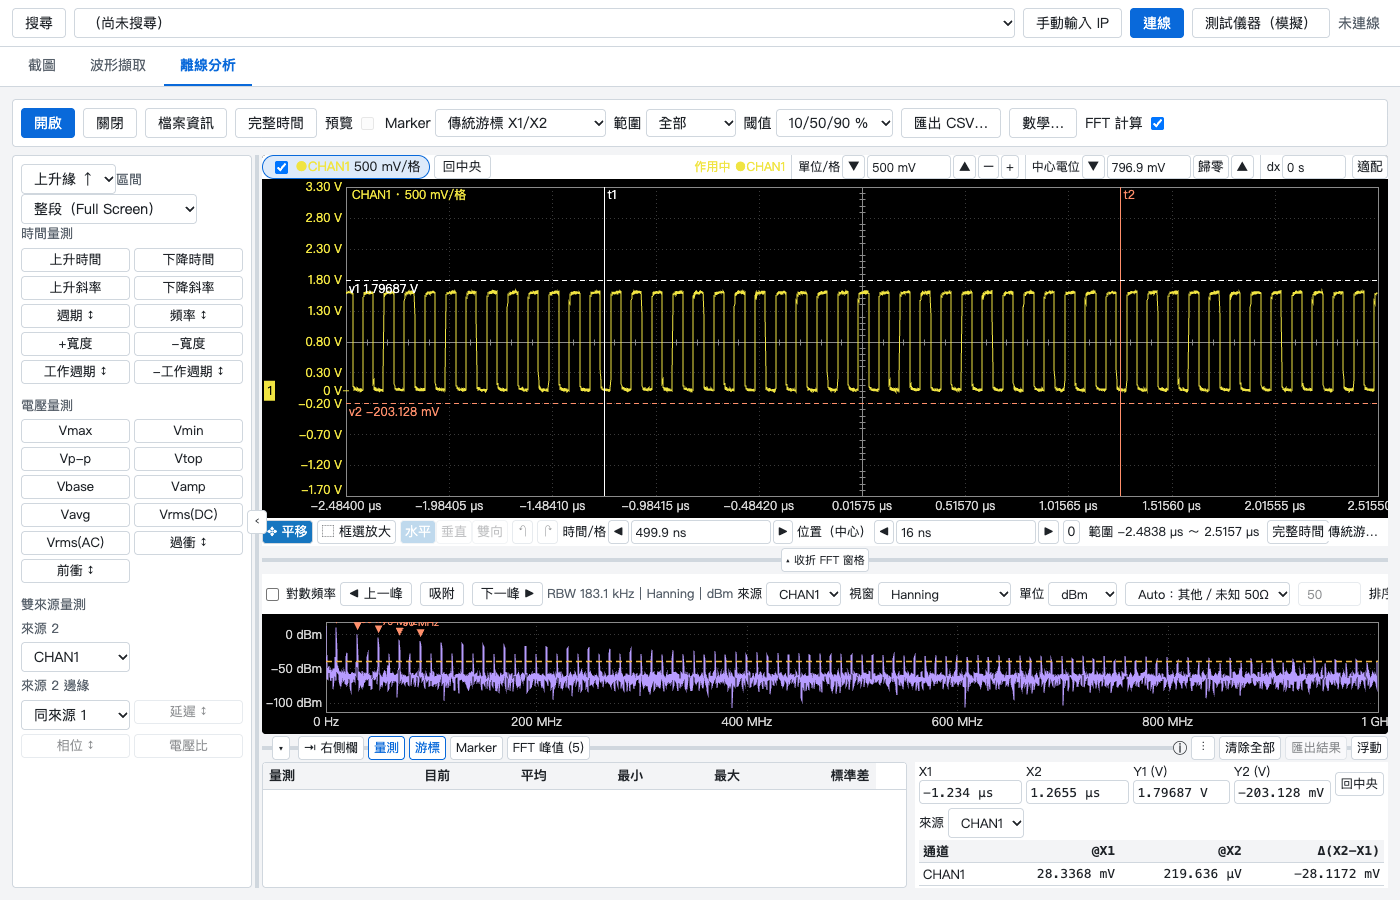 搜尋 （尚未搜尋） 手動輸入 IP 連線 測試儀器（模擬） 未連線
截圖 波形擷取 離線分析
開啟 關閉 檔案資訊 完整時間 預覽 Marker 傳統游標 X1/X2 範圍 全部 閾值 10/50/90 % 匯出 CSV... 數學... FFT 計算
上升緣 ↑ 區間
整段（Full Screen）
時間量測
上升時間 下降時間
上升斜率 下降斜率
週期 ↕ 頻率 ↕
+寬度 −寬度
工作週期 ↕ −工作週期 ↕
電壓量測
Vmax Vmin
Vp-p Vtop
Vbase Vamp
Vavg Vrms(DC)
Vrms(AC) 過衝 ↕
前衝 ↕
雙來源量測
來源 2
CHAN1
來源 2 邊緣
同來源 1 延遲 ↕
相位 ↕ 電壓比
CHAN1 500 mV/格 回中央 作用中 CHAN1 單位/格 ▼ 500 mV ▲ − + 中心電位 ▼ 796.9 mV 歸零 ▲ dx 0 s 適配
CHAN1 · 500 mV/格 t1 t2
3.30 V
2.80 V
2.30 V
1.80 V
v1 1.79687 V
1.30 V
0.80 V
0.30 V
1 0 V
−0.20 V
v2 −203.128 mV
−0.70 V
−1.20 V
−1.70 V
−2.48400 µs −1.98405 µs −1.48410 µs −0.98415 µs −0.48420 µs 0.01575 µs 0.51570 µs 1.01565 µs 1.51560 µs 2.01555 µs 2.5155
平移 框選放大 水平 垂直 雙向 時間/格 ◀ 499.9 ns ▶ 位置（中心） ◀ 16 ns ▶ 0 範圍 −2.4838 µs ～ 2.5157 µs 完整時間 傳統游...
收折 FFT 窗格
對數頻率 ◀ 上一峰 吸附 下一峰 ▶ RBW 183.1 kHz | Hanning | dBm 來源 CHAN1 視窗 Hanning 單位 dBm Auto：其他 / 未知 50Ω 50 排序
0 dBm
−50 dBm
−100 dBm
0 Hz 200 MHz 400 MHz 600 MHz 800 MHz 1 GH
⇥ 右側欄 量測 游標 Marker FFT 峰值 (5) ⋮ 清除全部 匯出結果 浮動
量測 目前 平均 最小 最大 標準差
X1 X2 Y1 (V) Y2 (V)
−1.234 µs 1.2655 µs 1.79687 V −203.128 mV 回中央
來源 CHAN1
通道 @X1 @X2 Δ(X2−X1)
CHAN1 28.3368 mV 219.636 µV −28.1172 mV